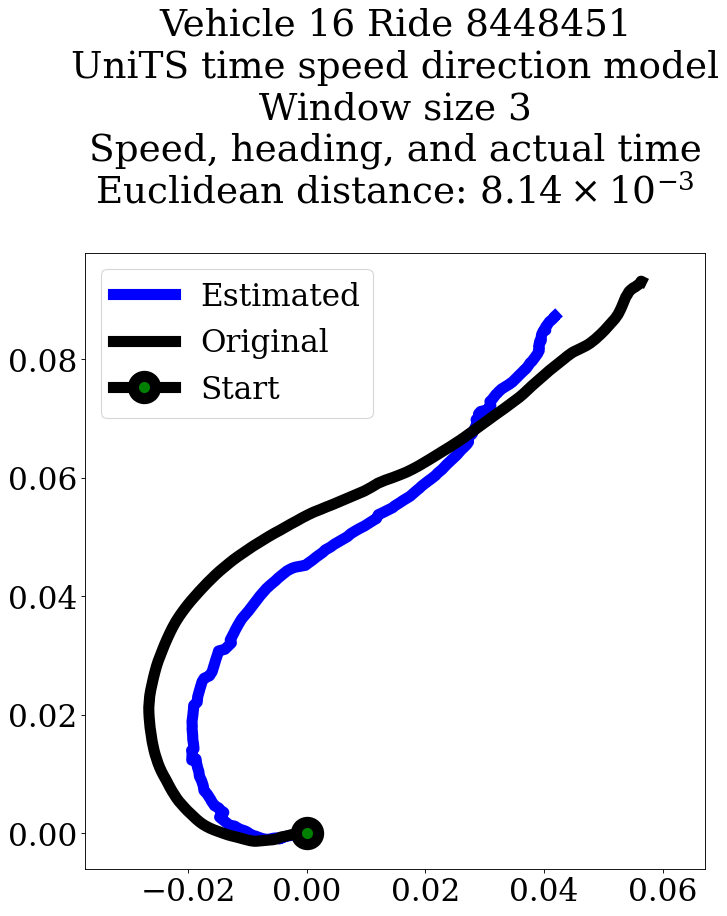 Vehicle 16 Ride 8448451
UniTS time speed direction model
Window size 3
Speed, heading, and actual time
Euclidean distance: 8.14 × 10⁻³
Estimated
Original
Start
0.08
0.06
0.04
0.02
0.00
−0.02 0.00 0.02 0.04 0.06